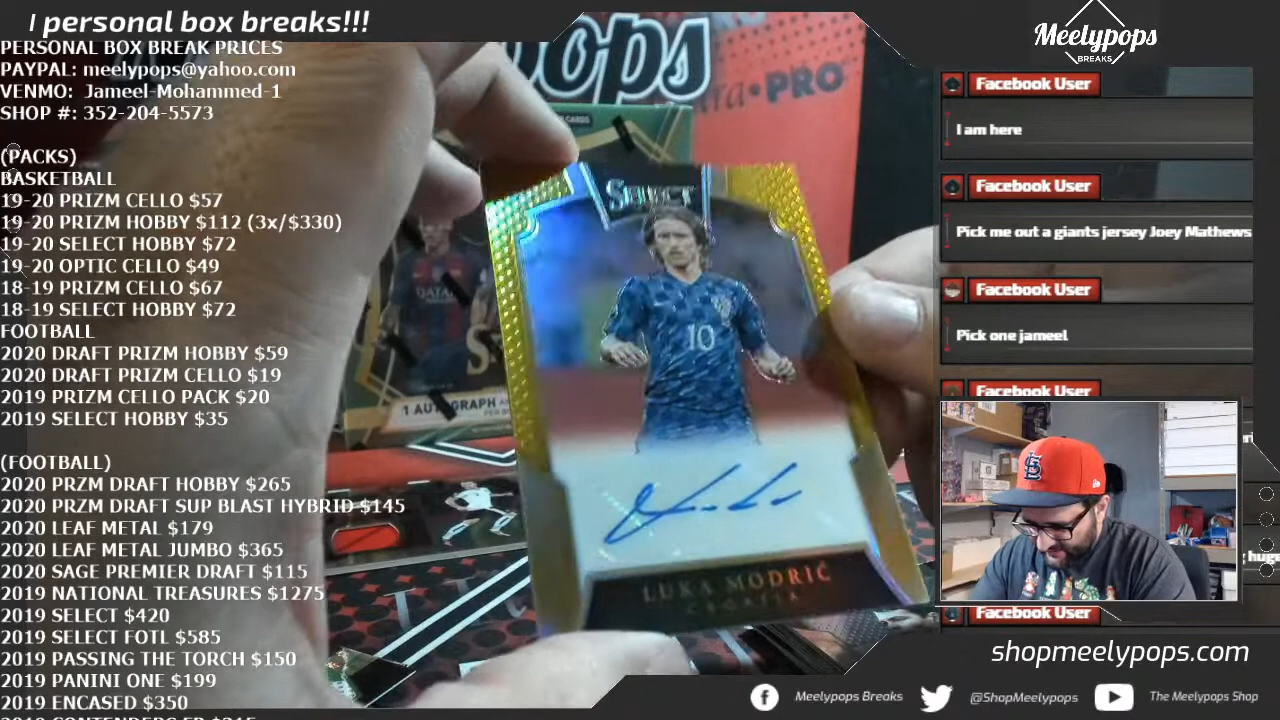 I personal box breaks!!!
PERSONAL BOX BREAK PRICES
PAYPAL: meelypops@yahoo.com
VENMO: Jameel-Mohammed-1
SHOP #: 352-204-5573
(PACKS)
BASKETBALL
19-20 PRIZM CELLO $57
19-20 PRIZM HOBBY $112 (3x/$330)
19-20 SELECT HOBBY $72
19-20 OPTIC CELLO $49
18-19 PRIZM CELLO $67
18-19 SELECT HOBBY $72
FOOTBALL
2020 DRAFT PRIZM HOBBY $59
2020 DRAFT PRIZM CELLO $19
2019 PRIZM CELLO PACK $20
2019 SELECT HOBBY $35
(FOOTBALL)
2020 PRZM DRAFT HOBBY $265
2020 PRZM DRAFT SUP BLAST HYBRID $145
2020 LEAF METAL $179
2020 LEAF METAL JUMBO $365
2020 SAGE PREMIER DRAFT $115
2019 NATIONAL TREASURES $1275
2019 SELECT $420
2019 SELECT FOTL $585
2019 PASSING THE TORCH $150
2019 PANINI ONE $199
2019 ENCASED $350
ops
ra•PRO
CARDS
QATAR
1 AUTOGRAPH
SELECT
10
LUKA MODRIĆ
CROATIA
Meelypops
BREAKS
Facebook User
I am here
Facebook User
Pick me out a giants jersey Joey Mathews
Facebook User
Pick one jameel
Facebook User
Facebook User
shopmeelypops.com
Meelypops Breaks
@ShopMeelypops
The Meelypops Shop